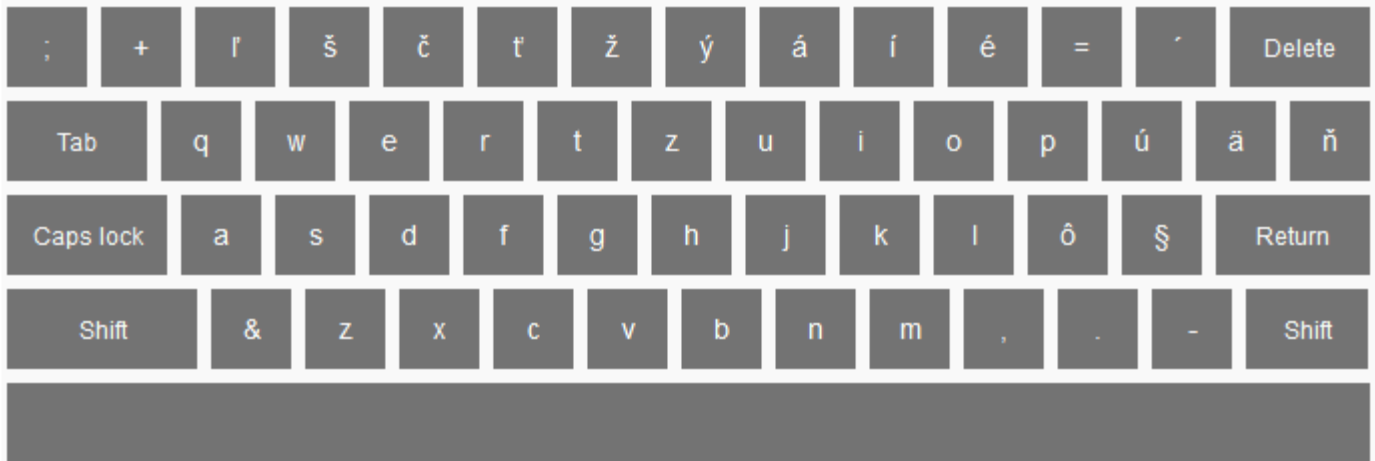 ; + ľ š č ť ž ý á í é = ´ Delete
Tab q w e r t z u i o p ú ä ň
Caps lock a s d f g h j k l ô § Return
Shift & z x c v b n m , . - Shift